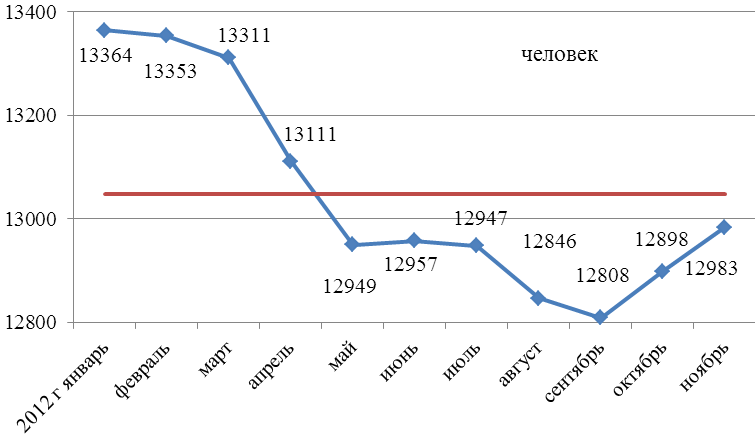 13400
13200
13000
12800
человек
13364
13353
13311
13111
12949
12957
12947
12846
12808
12898
12983
2012 г январь
февраль
март
апрель
май
июнь
июль
август
сентябрь
октябрь
ноябрь